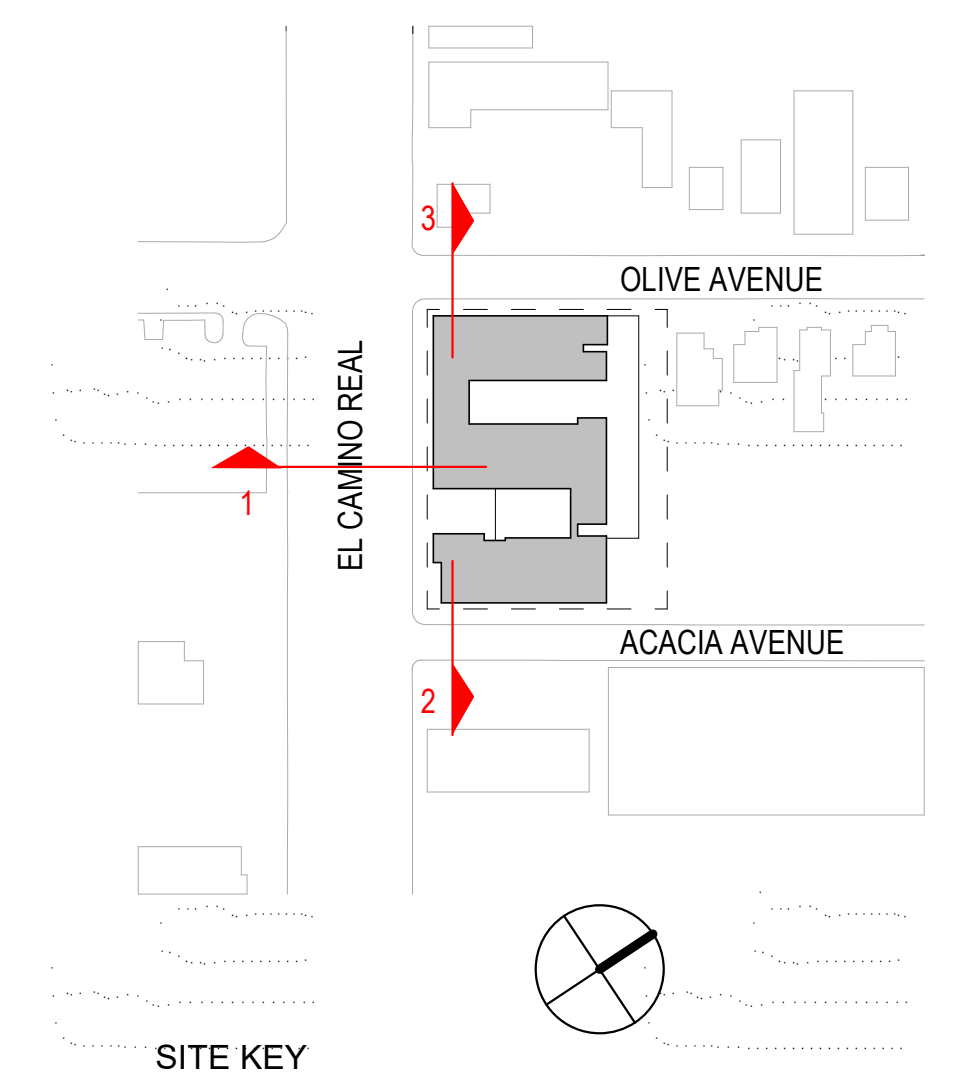 3
OLIVE AVENUE
EL CAMINO REAL
1
ACACIA AVENUE
2
SITE KEY